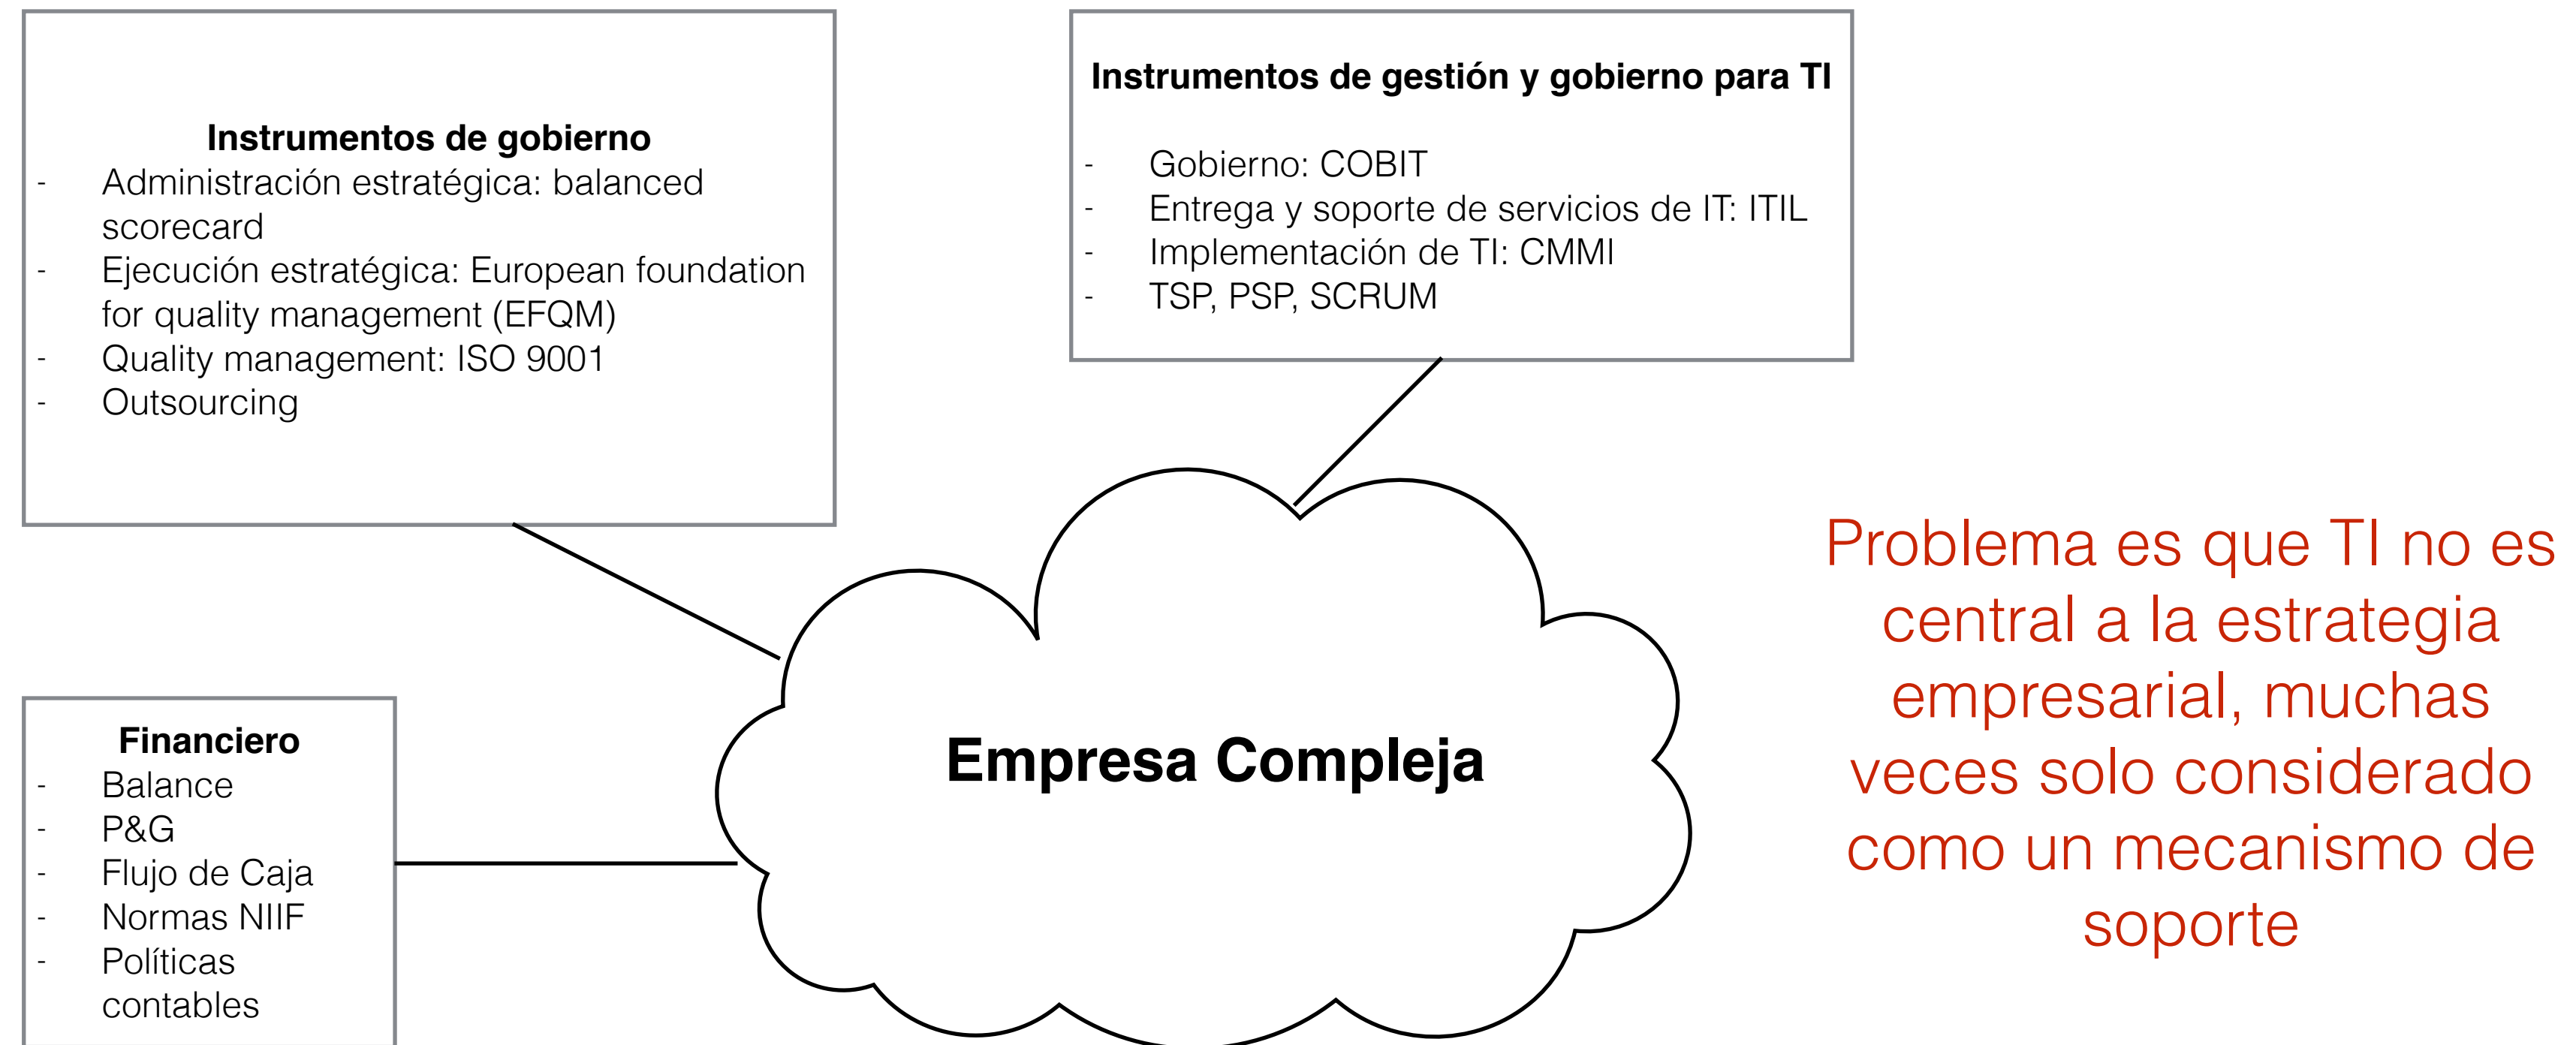 Instrumentos de gobierno
- Administración estratégica: balanced
scorecard
- Ejecución estratégica: European foundation
for quality management (EFQM)
- Quality management: ISO 9001
- Outsourcing
Instrumentos de gestión y gobierno para TI
- Gobierno: COBIT
- Entrega y soporte de servicios de IT: ITIL
- Implementación de TI: CMMI
- TSP, PSP, SCRUM
Financiero
- Balance
- P&G
- Flujo de Caja
- Normas NIIF
- Políticas
contables
Empresa Compleja
Problema es que TI no es
central a la estrategia
empresarial, muchas
veces solo considerado
como un mecanismo de
soporte